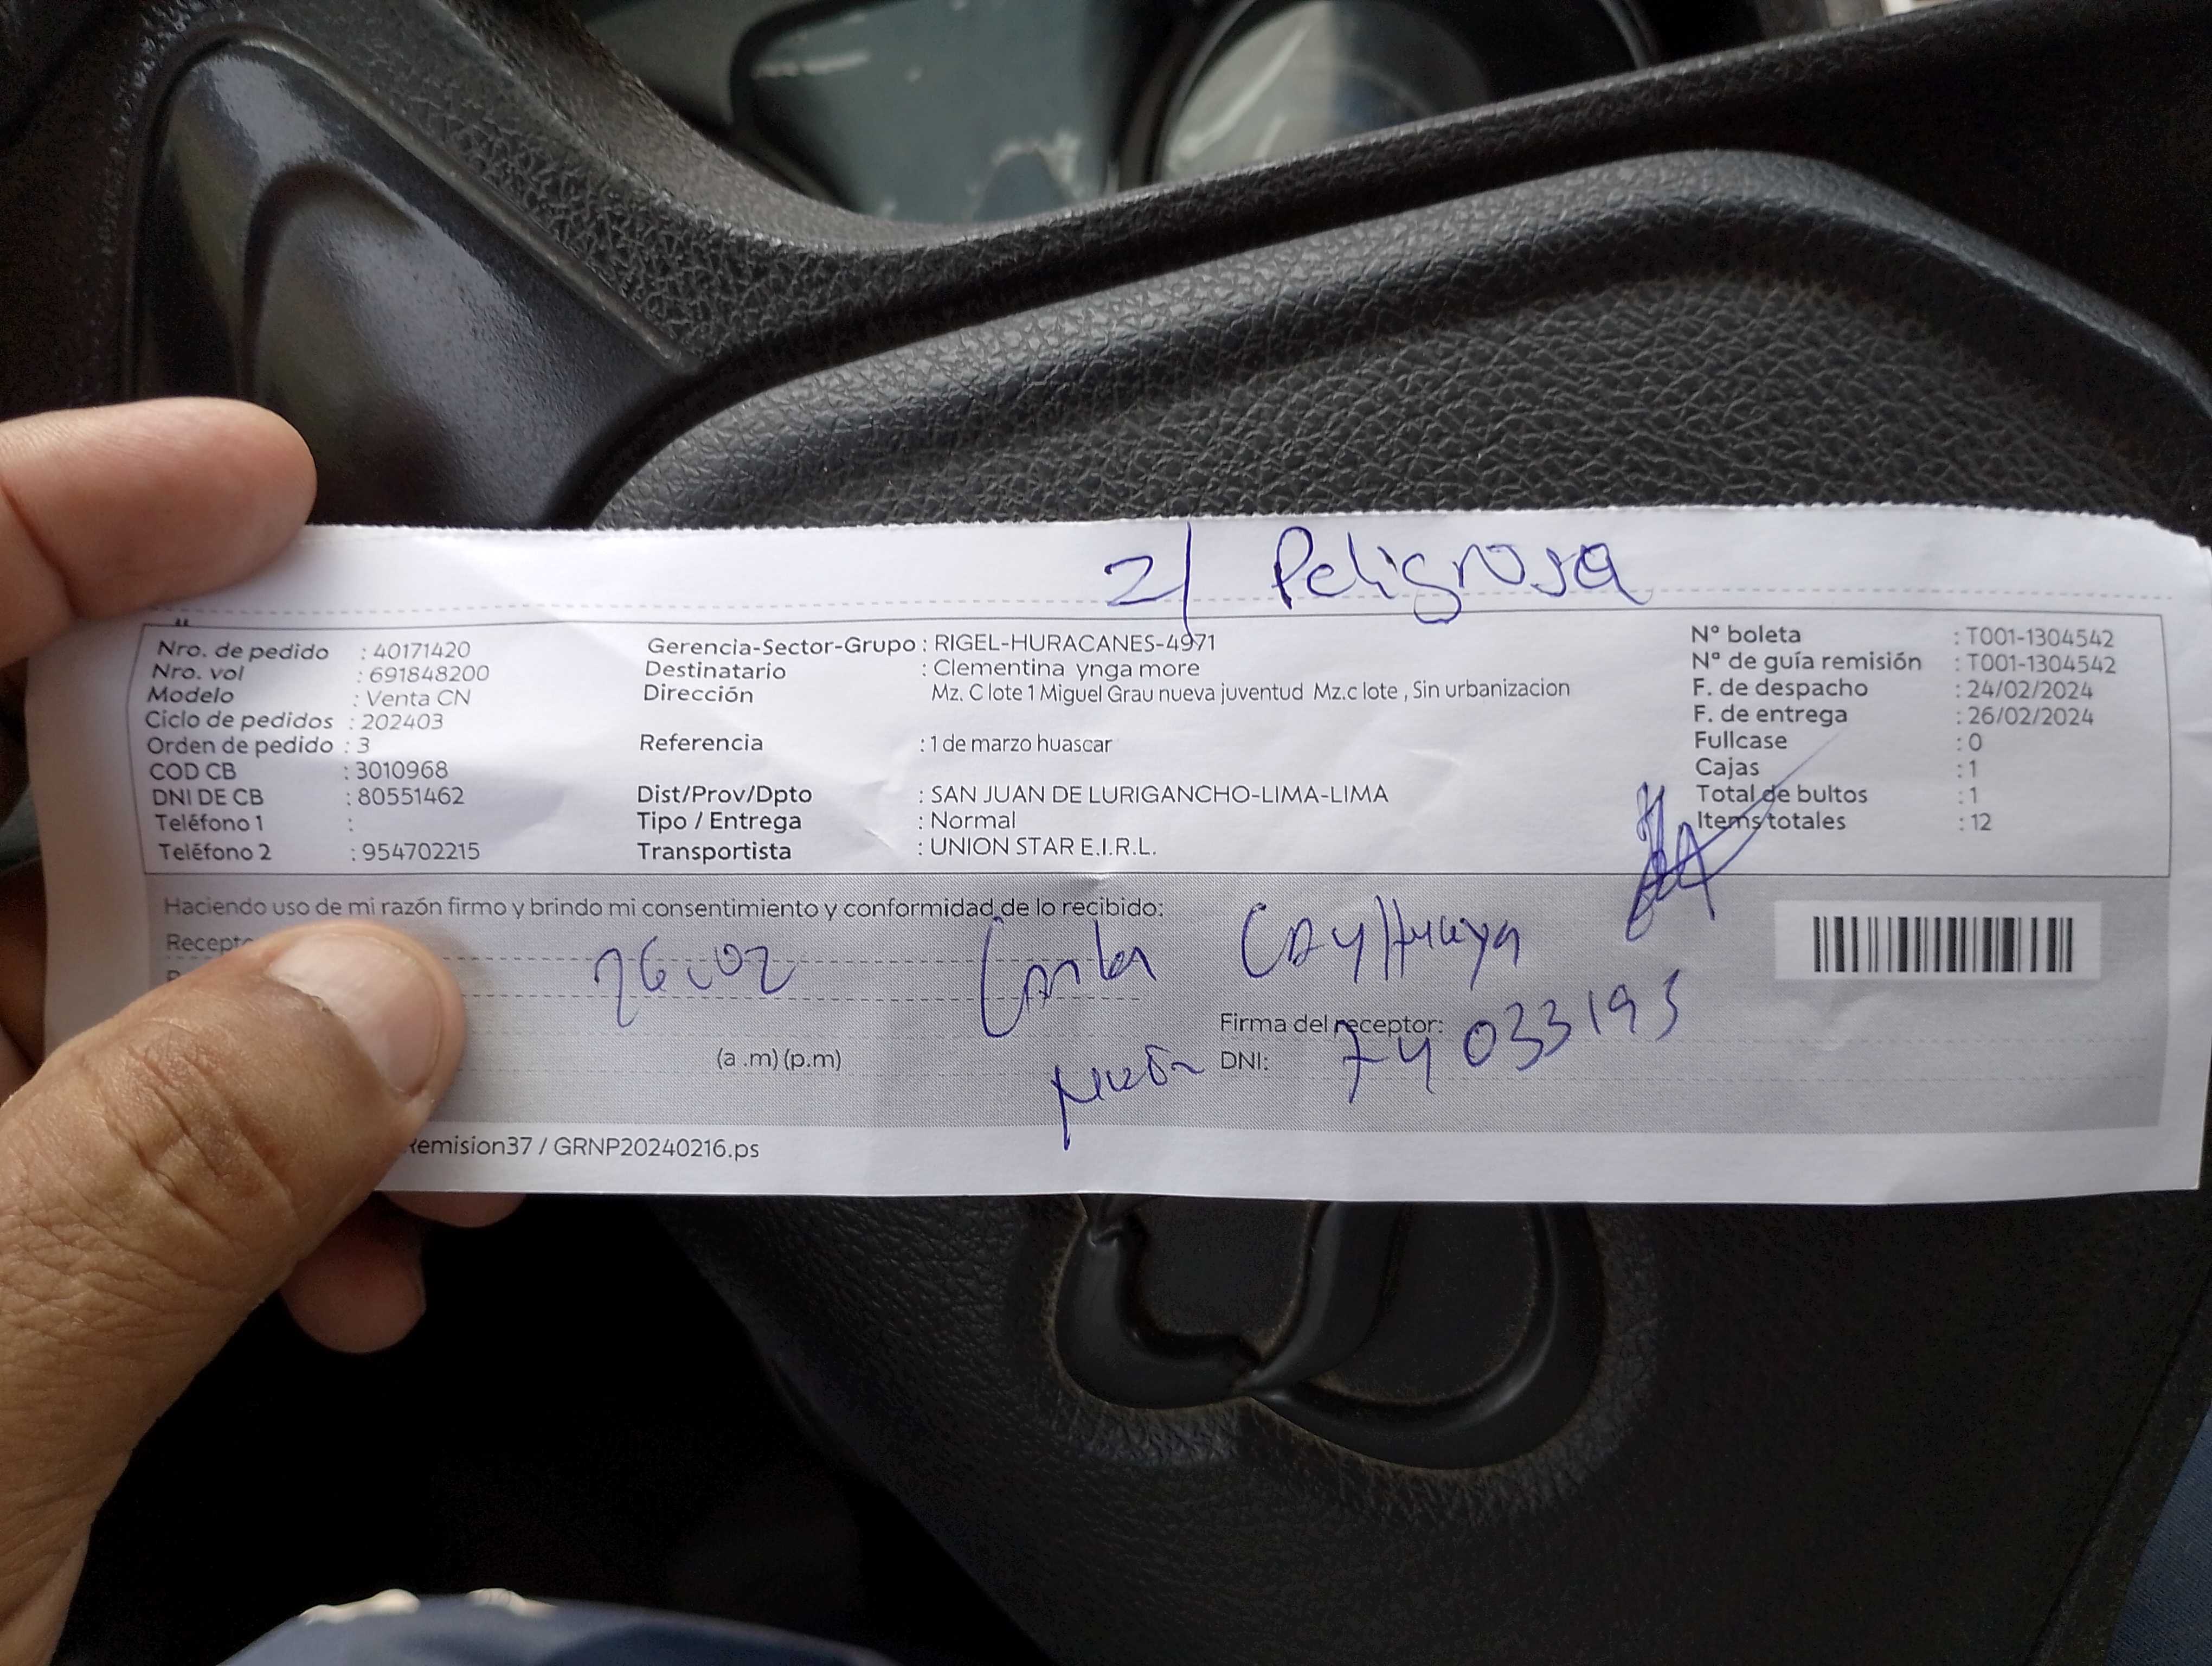 2/ Peligrosa
Nro. de pedido : 40171420
Nro. vol : 691848200
Modelo : Venta CN
Ciclo de pedidos : 202403
Orden de pedido : 3
COD CB : 3010968
DNI DE CB : 80551462
Teléfono 1 :
Teléfono 2 : 954702215
Gerencia-Sector-Grupo : RIGEL-HURACANES-4971
Destinatario : Clementina ynga more
Dirección Mz. C lote 1 Miguel Grau nueva juventud Mz.c lote , Sin urbanizacion
Referencia : 1 de marzo huascar
Dist/Prov/Dpto : SAN JUAN DE LURIGANCHO-LIMA-LIMA
Tipo / Entrega : Normal
Transportista : UNION STAR E.I.R.L.
Nº boleta : T001-1304542
Nº de guía remisión : T001-1304542
F. de despacho : 24/02/2024
F. de entrega : 26/02/2024
Fullcase : 0
Cajas : 1
Total de bultos : 1
Items totales : 12
Haciendo uso de mi razón firmo y brindo mi consentimiento y conformidad de lo recibido:
Recepto
26.02
Firma del receptor:
(a .m) (p.m)
DNI: 74033195
Remision37 / GRNP20240216.ps